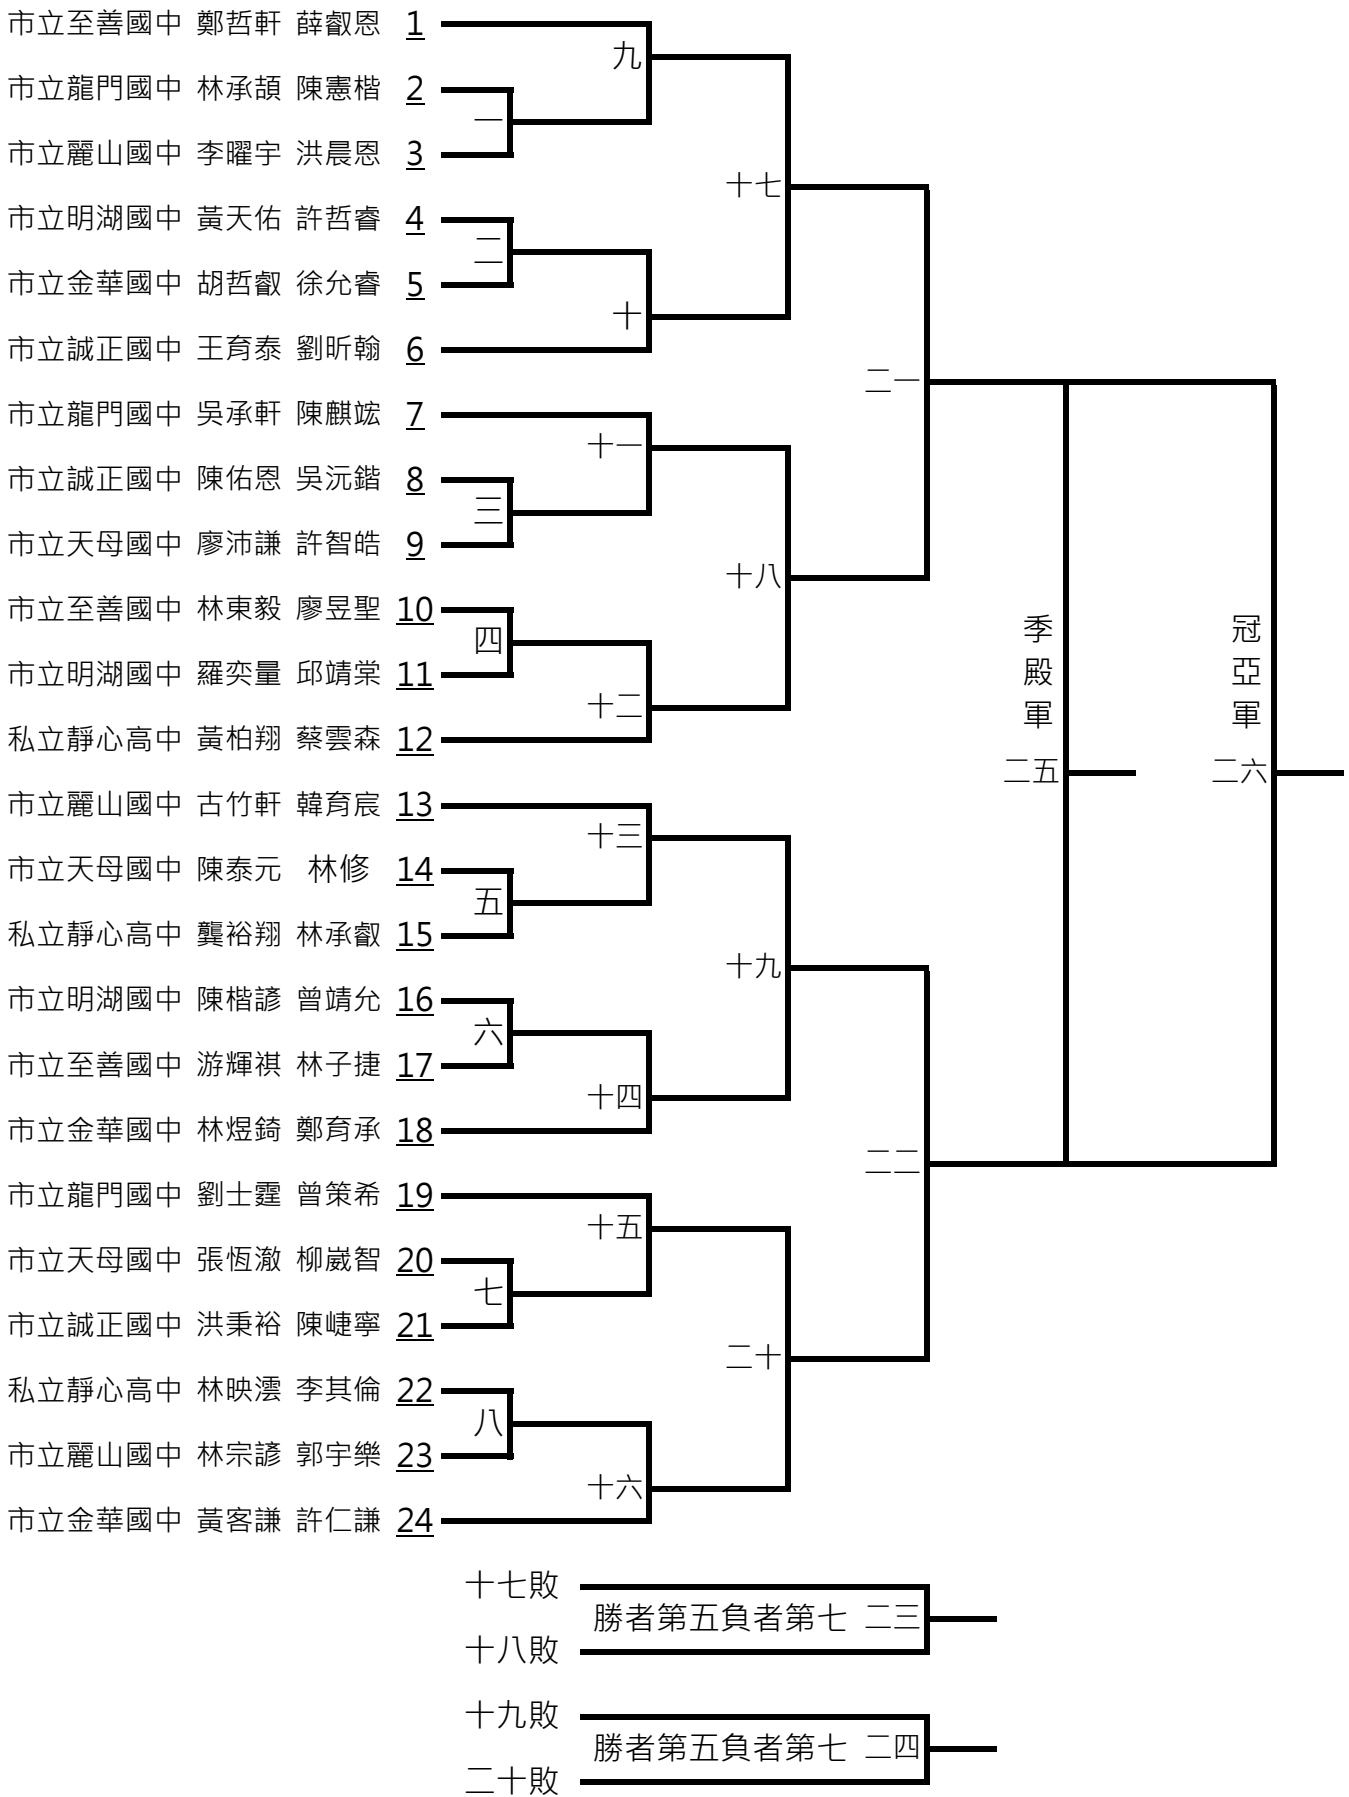 市立至善國中 鄭哲軒 薛叡恩 1
九
市立龍門國中 林承頡 陳憲楷 2
一
市立麗山國中 李曜宇 洪晨恩 3
十七
市立明湖國中 黃天佑 許哲睿 4
二
市立金華國中 胡哲叡 徐允睿 5
十
市立誠正國中 王育泰 劉昕翰 6
二一
市立龍門國中 吳承軒 陳麒竤 7
十一
市立誠正國中 陳佑恩 吳沅鍇 8
三
市立天母國中 廖沛謙 許智皓 9
十八
市立至善國中 林東毅 廖昱聖 10
四
季殿軍
冠亞軍
市立明湖國中 羅奕量 邱靖棠 11
十二
私立靜心高中 黃柏翔 蔡雲森 12
二五
二六
市立麗山國中 古竹軒 韓育宸 13
十三
市立天母國中 陳泰元 林修 14
五
私立靜心高中 龔裕翔 林承叡 15
十九
市立明湖國中 陳楷諺 曾靖允 16
六
市立至善國中 游輝祺 林子捷 17
十四
市立金華國中 林煜錡 鄭育承 18
二二
市立龍門國中 劉士霆 曾策希 19
十五
市立天母國中 張恆澈 柳崴智 20
七
市立誠正國中 洪秉裕 陳崨寧 21
二十
私立靜心高中 林映澐 李其倫 22
八
市立麗山國中 林宗諺 郭宇樂 23
十六
市立金華國中 黃客謙 許仁謙 24
十七敗
勝者第五負者第七 二三
十八敗
十九敗
勝者第五負者第七 二四
二十敗